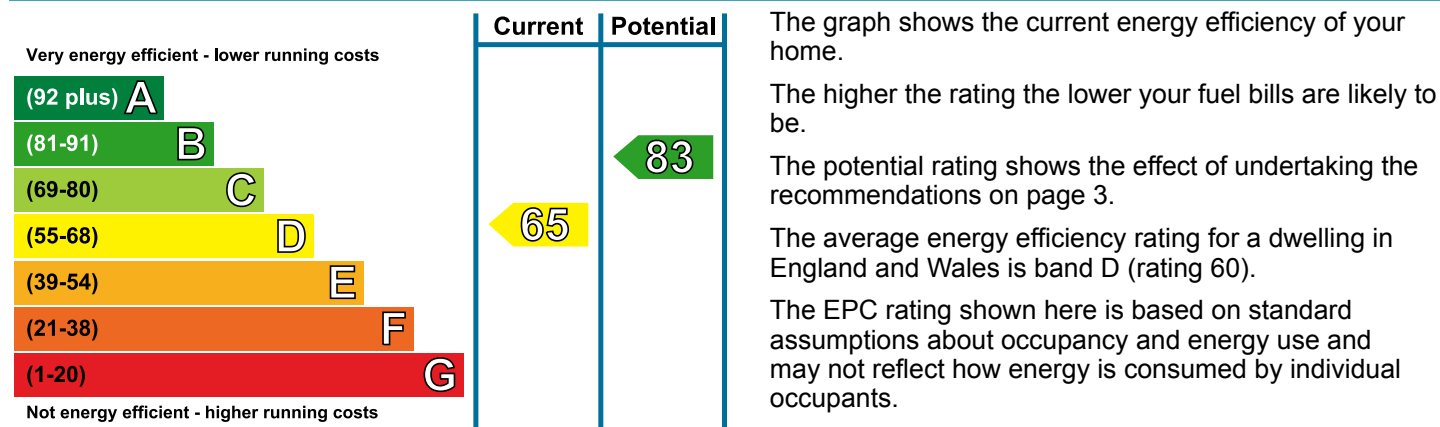 Current Potential
Very energy efficient - lower running costs
(92 plus) A
(81-91) B
(69-80) C
(55-68) D
(39-54) E
(21-38) F
(1-20) G
Not energy efficient - higher running costs
83
65
The graph shows the current energy efficiency of your
home.
The higher the rating the lower your fuel bills are likely to
be.
The potential rating shows the effect of undertaking the
recommendations on page 3.
The average energy efficiency rating for a dwelling in
England and Wales is band D (rating 60).
The EPC rating shown here is based on standard
assumptions about occupancy and energy use and
may not reflect how energy is consumed by individual
occupants.